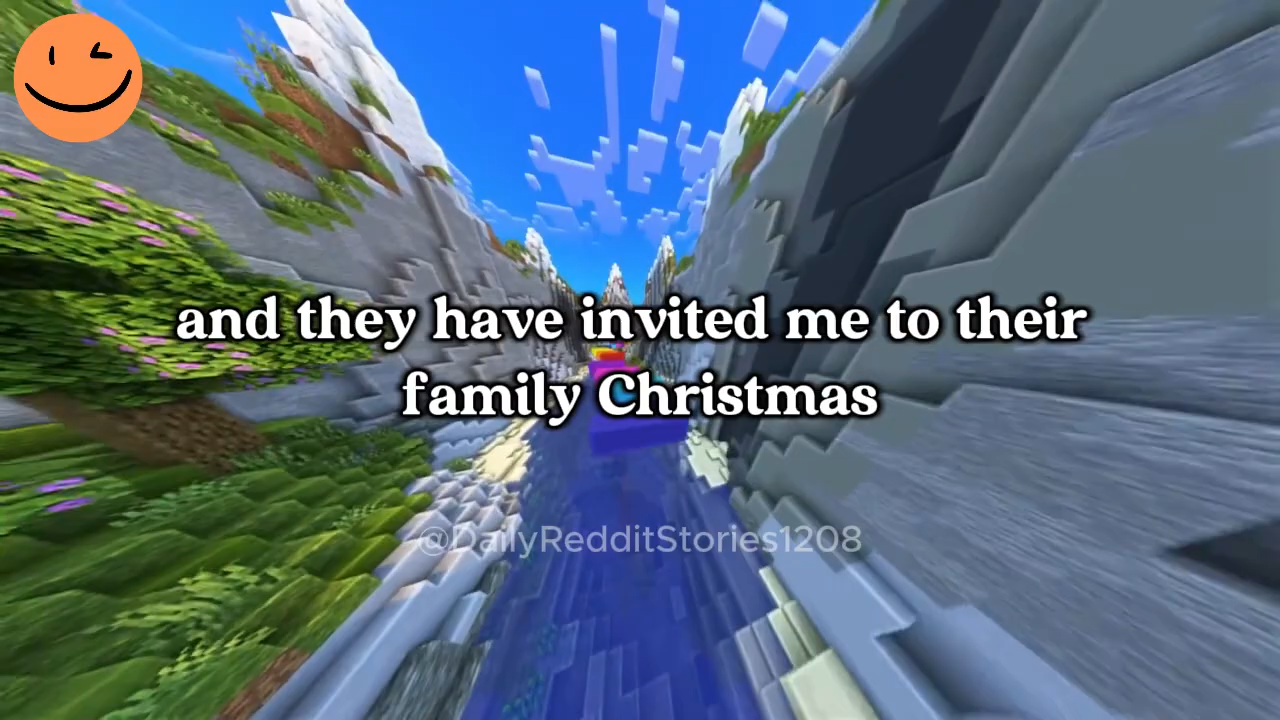 and they have invited me to their
family Christmas
@DailyRedditStories1208